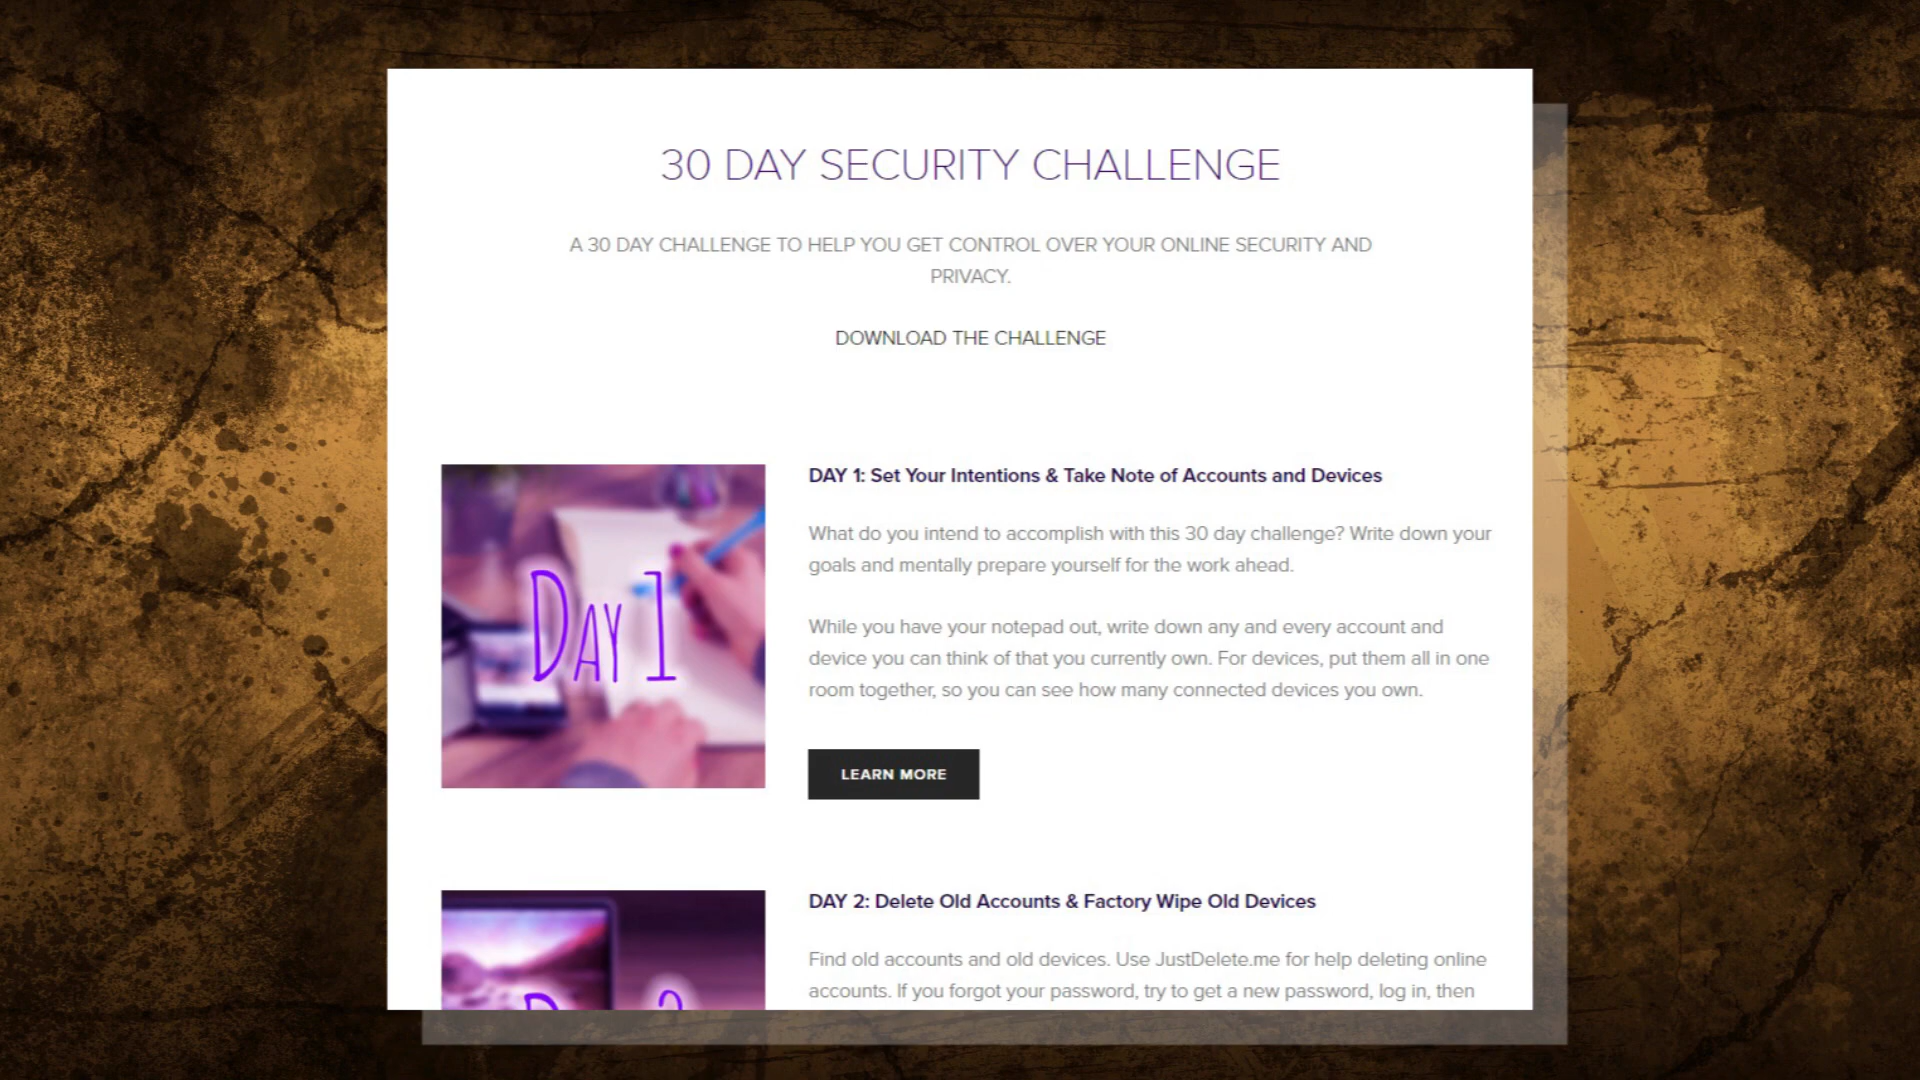 30 DAY SECURITY CHALLENGE
A 30 DAY CHALLENGE TO HELP YOU GET CONTROL OVER YOUR ONLINE SECURITY AND
PRIVACY.
DOWNLOAD THE CHALLENGE
DAY 1
DAY 1: Set Your Intentions & Take Note of Accounts and Devices
What do you intend to accomplish with this 30 day challenge? Write down your
goals and mentally prepare yourself for the work ahead.
While you have your notepad out, write down any and every account and
device you can think of that you currently own. For devices, put them all in one
room together, so you can see how many connected devices you own.
LEARN MORE
DAY 2: Delete Old Accounts & Factory Wipe Old Devices
Find old accounts and old devices. Use JustDelete.me for help deleting online
accounts. If you forgot your password, try to get a new password, log in, then